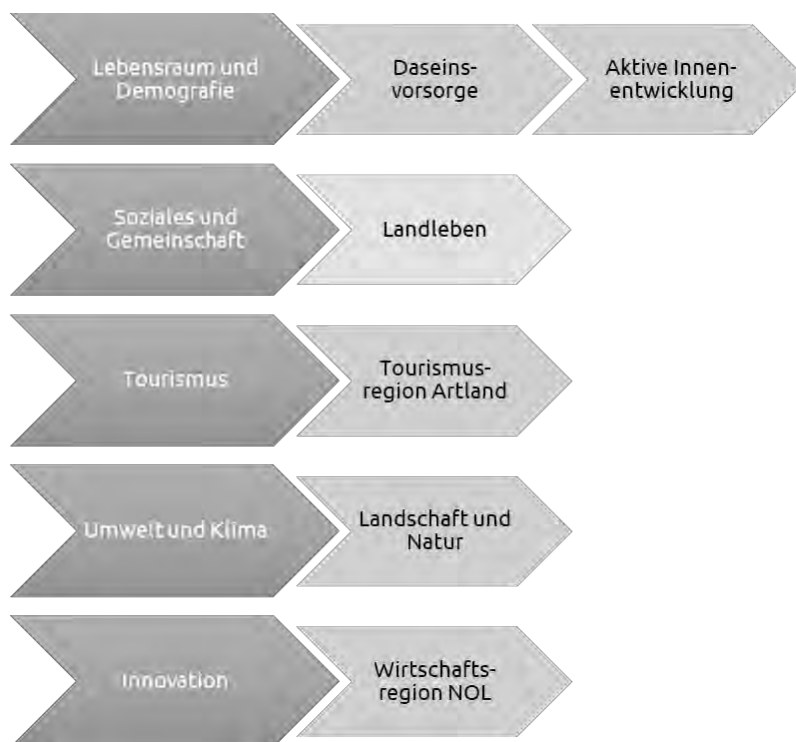 Lebensraum und
Demografie
Daseins-
vorsorge
Aktive Innen-
entwicklung
Soziales und
Gemeinschaft
Landleben
Tourismus
Tourismus-
region Artland
Umwelt und Klima
Landschaft und
Natur
Innovation
Wirtschafts-
region NOL